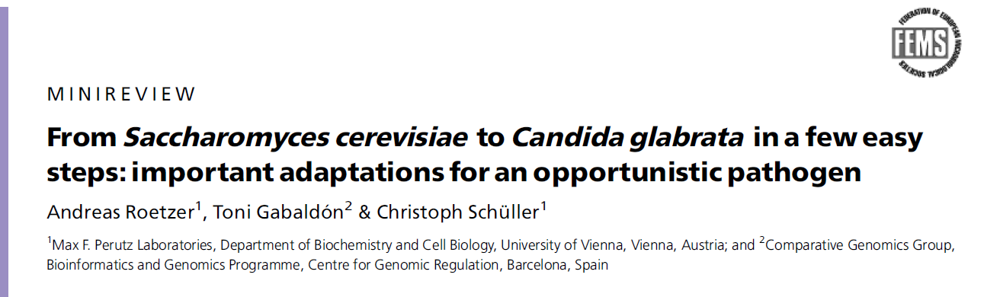 FEDERATION OF EUROPEAN MICROBIOLOGICAL SOCIETIES
FEMS
MINIREVIEW
From Saccharomyces cerevisiae to Candida glabrata in a few easy
steps: important adaptations for an opportunistic pathogen
Andreas Roetzer¹, Toni Gabaldón² & Christoph Schüller¹
¹Max F. Perutz Laboratories, Department of Biochemistry and Cell Biology, University of Vienna, Vienna, Austria; and ²Comparative Genomics Group,
Bioinformatics and Genomics Programme, Centre for Genomic Regulation, Barcelona, Spain